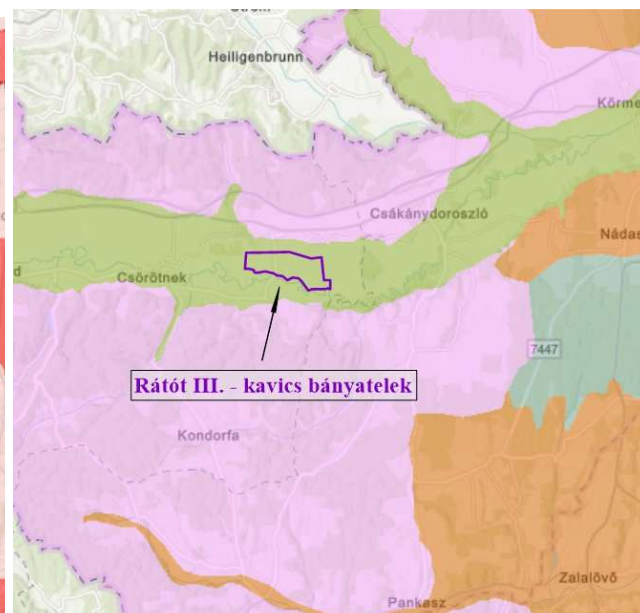 Heiligenbrunn
Körme
Csákánydoroszló
Nádas
Csörötnek
7447
Rátót III. - kavics bányatelek
Kondorfa
Zalalövő
Pankasz